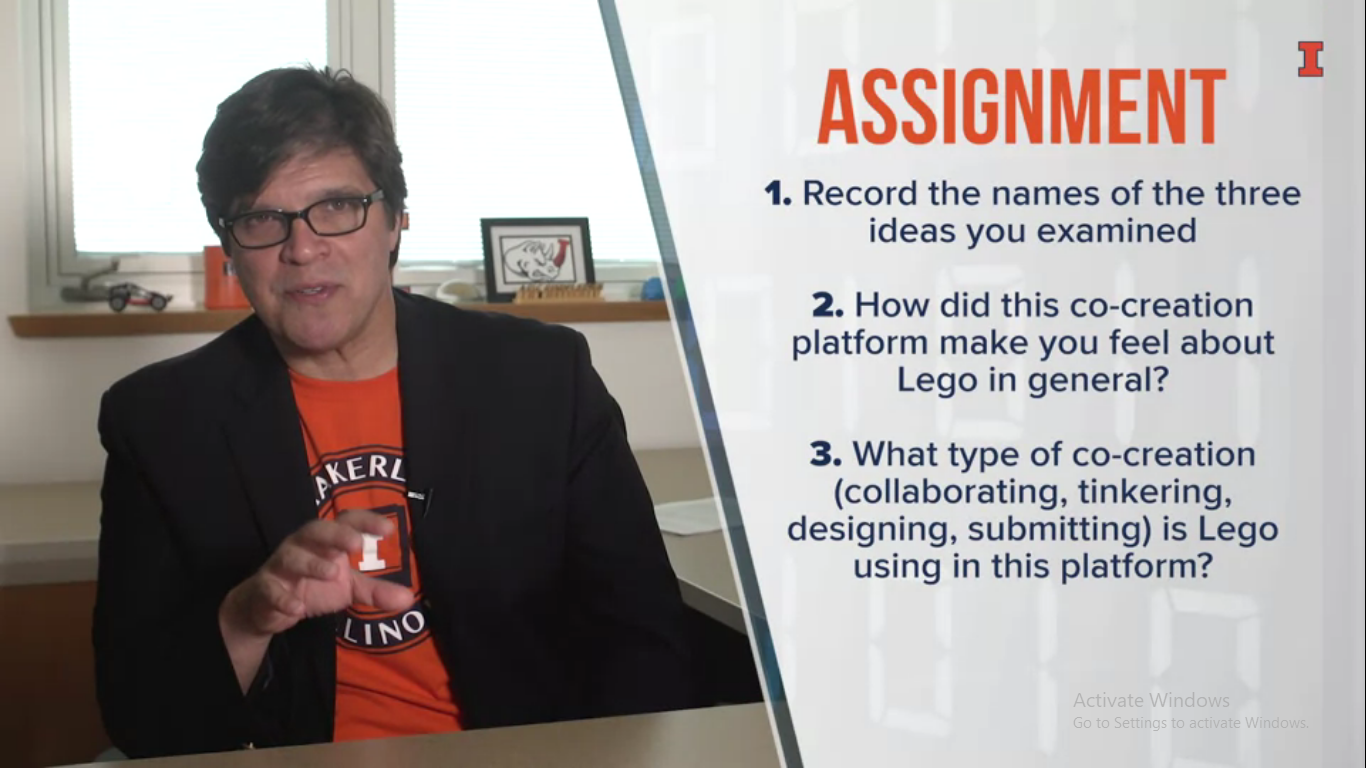 ASSIGNMENT
1. Record the names of the three
ideas you examined
2. How did this co-creation
platform make you feel about
Lego in general?
3. What type of co-creation
(collaborating, tinkering,
designing, submitting) is Lego
using in this platform?
AKERL
I
LLINO
I
Activate Windows
Go to Settings to activate Windows.